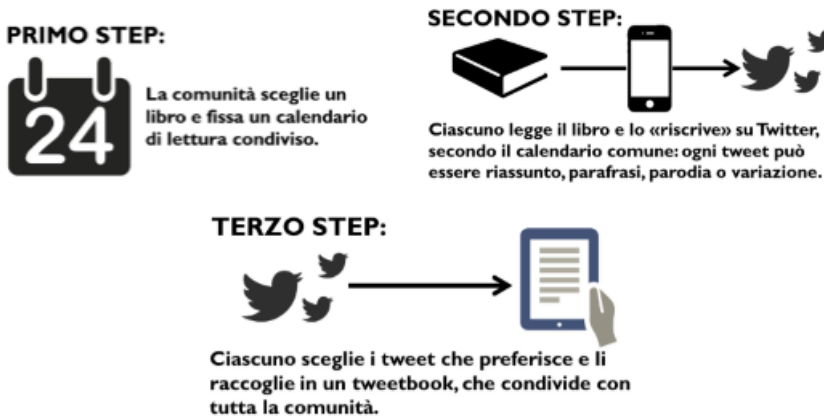 PRIMO STEP:
24
La comunità sceglie un
libro e fissa un calendario
di lettura condiviso.
SECONDO STEP:
Ciascuno legge il libro e lo «riscrive» su Twitter,
secondo il calendario comune: ogni tweet può
essere riassunto, parafrasi, parodia o variazione.
TERZO STEP:
Ciascuno sceglie i tweet che preferisce e li
raccoglie in un tweetbook, che condivide con
tutta la comunità.